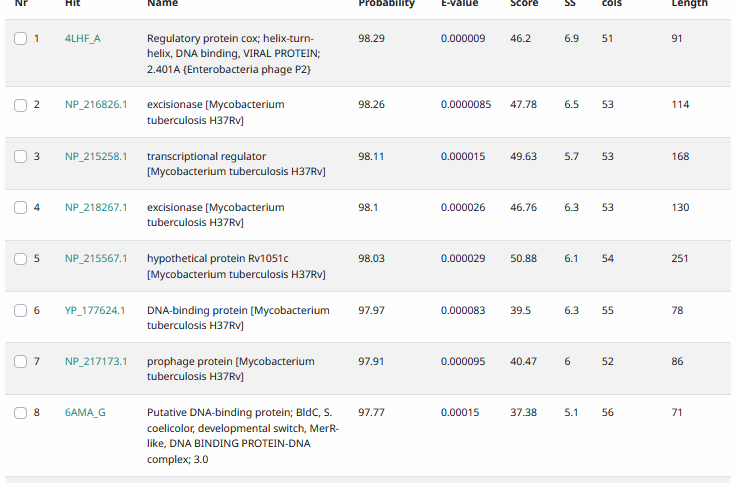 Nr Hit Name Probability E-value Score SS cols Length
1 4LHF_A Regulatory protein cox; helix-turn- 98.29 0.000009 46.2 6.9 51 91
helix, DNA binding, VIRAL PROTEIN;
2.401A {Enterobacteria phage P2}
2 NP_216826.1 excisionase [Mycobacterium 98.26 0.0000085 47.78 6.5 53 114
tuberculosis H37Rv]
3 NP_215258.1 transcriptional regulator 98.11 0.000015 49.63 5.7 53 168
[Mycobacterium tuberculosis H37Rv]
4 NP_218267.1 excisionase [Mycobacterium 98.1 0.000026 46.76 6.3 53 130
tuberculosis H37Rv]
5 NP_215567.1 hypothetical protein Rv1051c 98.03 0.000029 50.88 6.1 54 251
[Mycobacterium tuberculosis H37Rv]
6 YP_177624.1 DNA-binding protein [Mycobacterium 97.97 0.000083 39.5 6.3 55 78
tuberculosis H37Rv]
7 NP_217173.1 prophage protein [Mycobacterium 97.91 0.000095 40.47 6 52 86
tuberculosis H37Rv]
8 6AMA_G Putative DNA-binding protein; BldC, S. 97.77 0.00015 37.38 5.1 56 71
coelicolor, developmental switch, MerR-
like, DNA BINDING PROTEIN-DNA
complex; 3.0